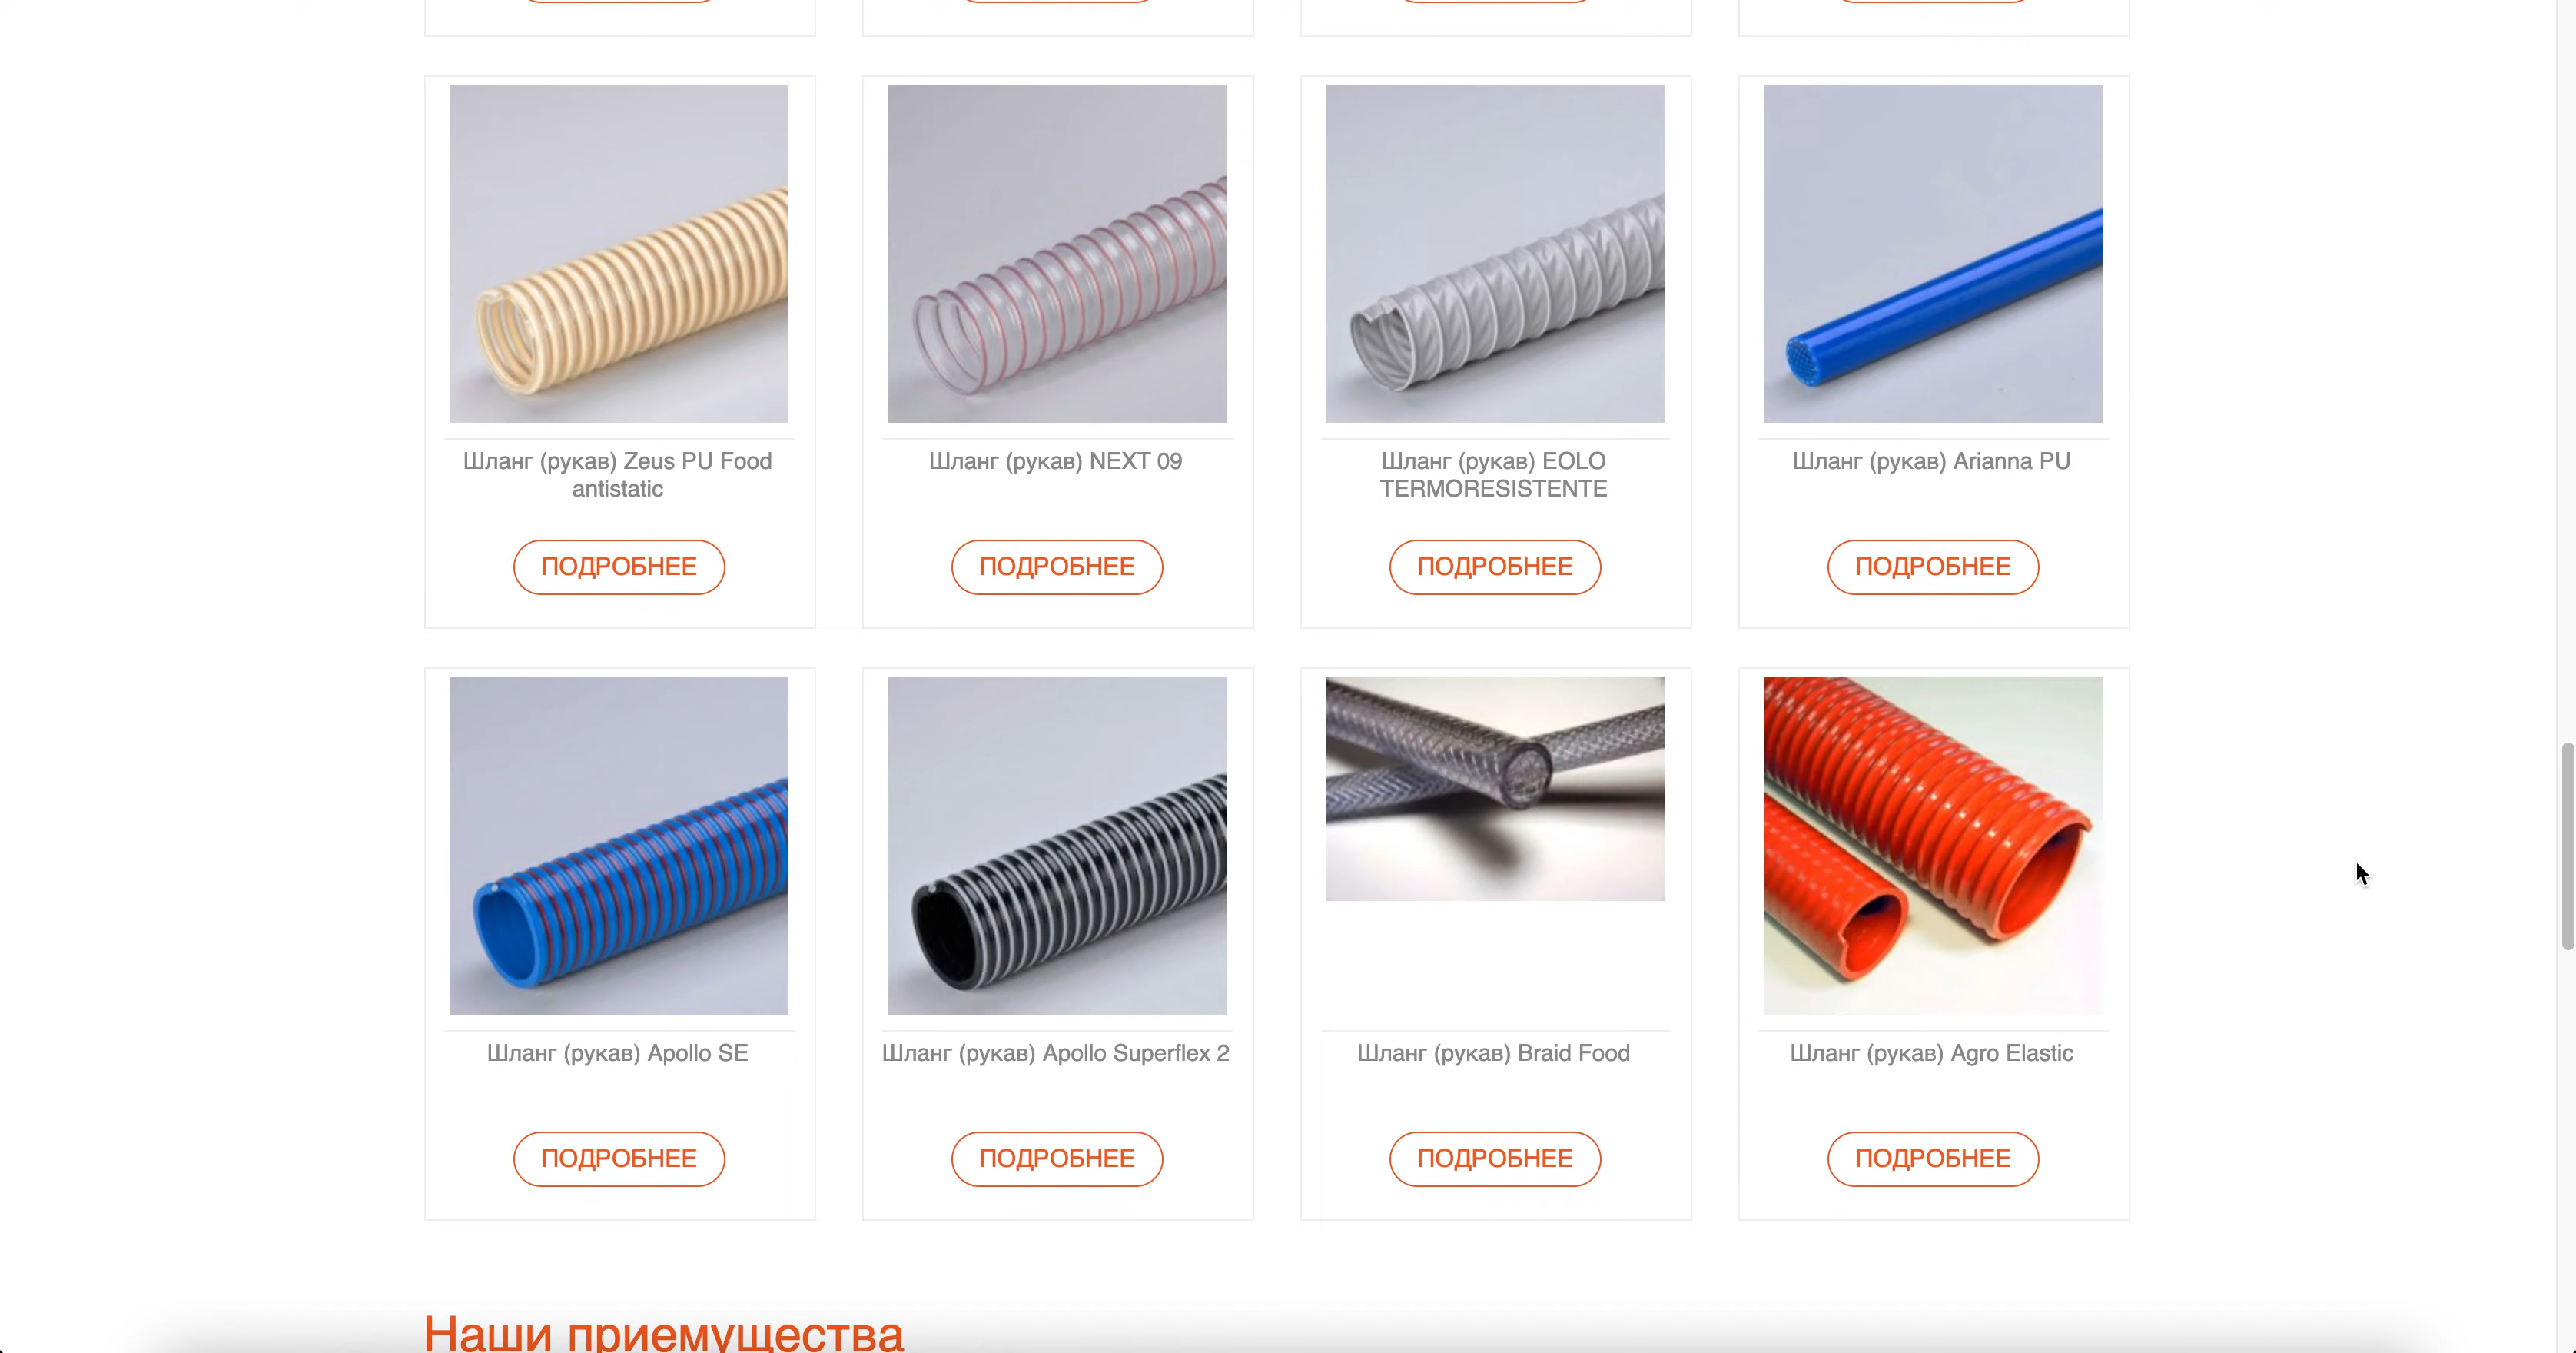 Шланг (рукав) Zeus PU Food
antistatic
Шланг (рукав) NEXT 09
Шланг (рукав) EOLO
TERMORESISTENTE
Шланг (рукав) Arianna PU
ПОДРОБНЕЕ
ПОДРОБНЕЕ
ПОДРОБНЕЕ
ПОДРОБНЕЕ
Шланг (рукав) Apollo SE
Шланг (рукав) Apollo Superflex 2
Шланг (рукав) Braid Food
Шланг (рукав) Agro Elastic
ПОДРОБНЕЕ
ПОДРОБНЕЕ
ПОДРОБНЕЕ
ПОДРОБНЕЕ
Наши приемущества